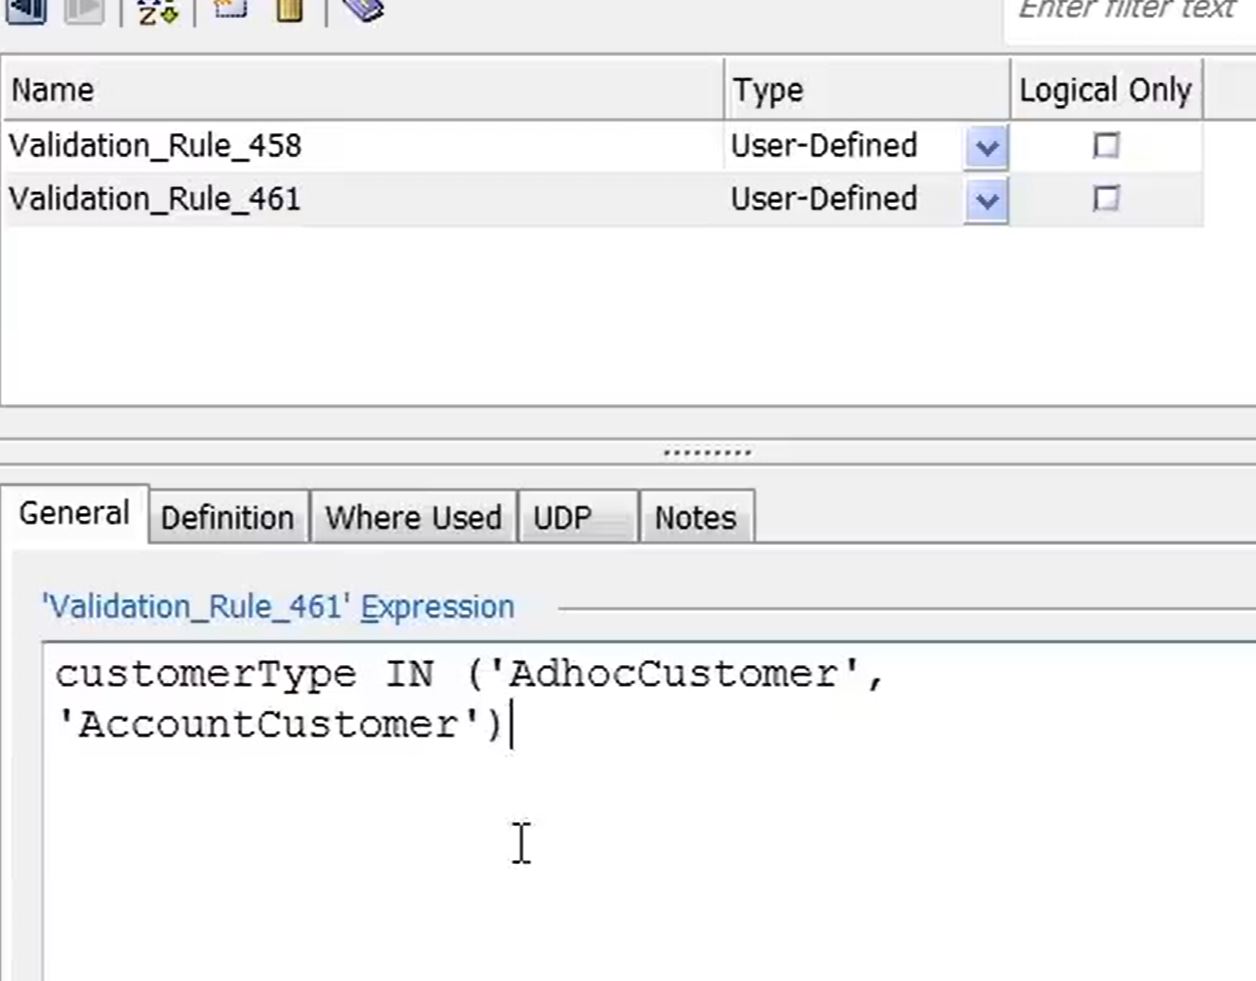 Enter filter text
Name Type Logical Only
Validation_Rule_458 User-Defined
Validation_Rule_461 User-Defined
General Definition Where Used UDP Notes
'Validation_Rule_461' Expression
customerType IN ('AdhocCustomer',
'AccountCustomer')